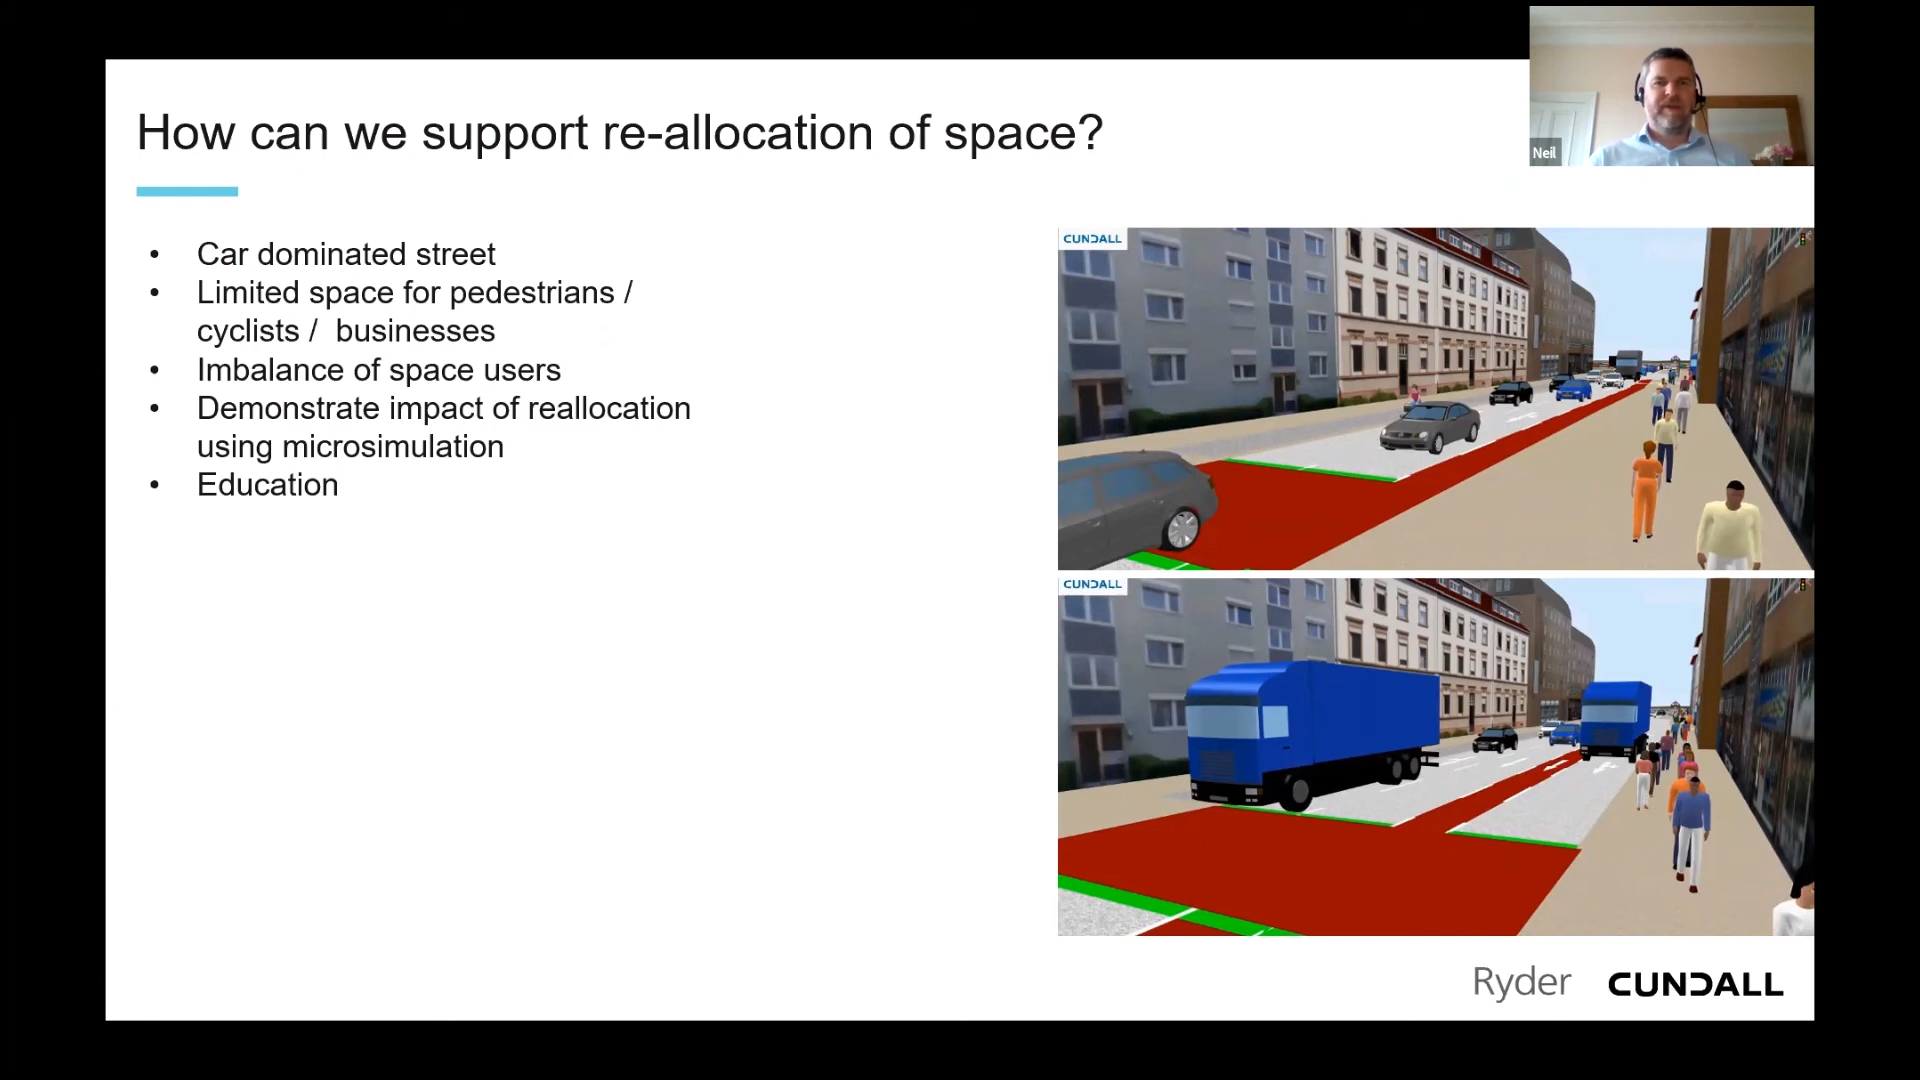 How can we support re-allocation of space?
Neil
• Car dominated street
• Limited space for pedestrians /
cyclists / businesses
• Imbalance of space users
• Demonstrate impact of reallocation
using microsimulation
• Education
CUNDALL
CUNDALL
Ryder CUNDALL